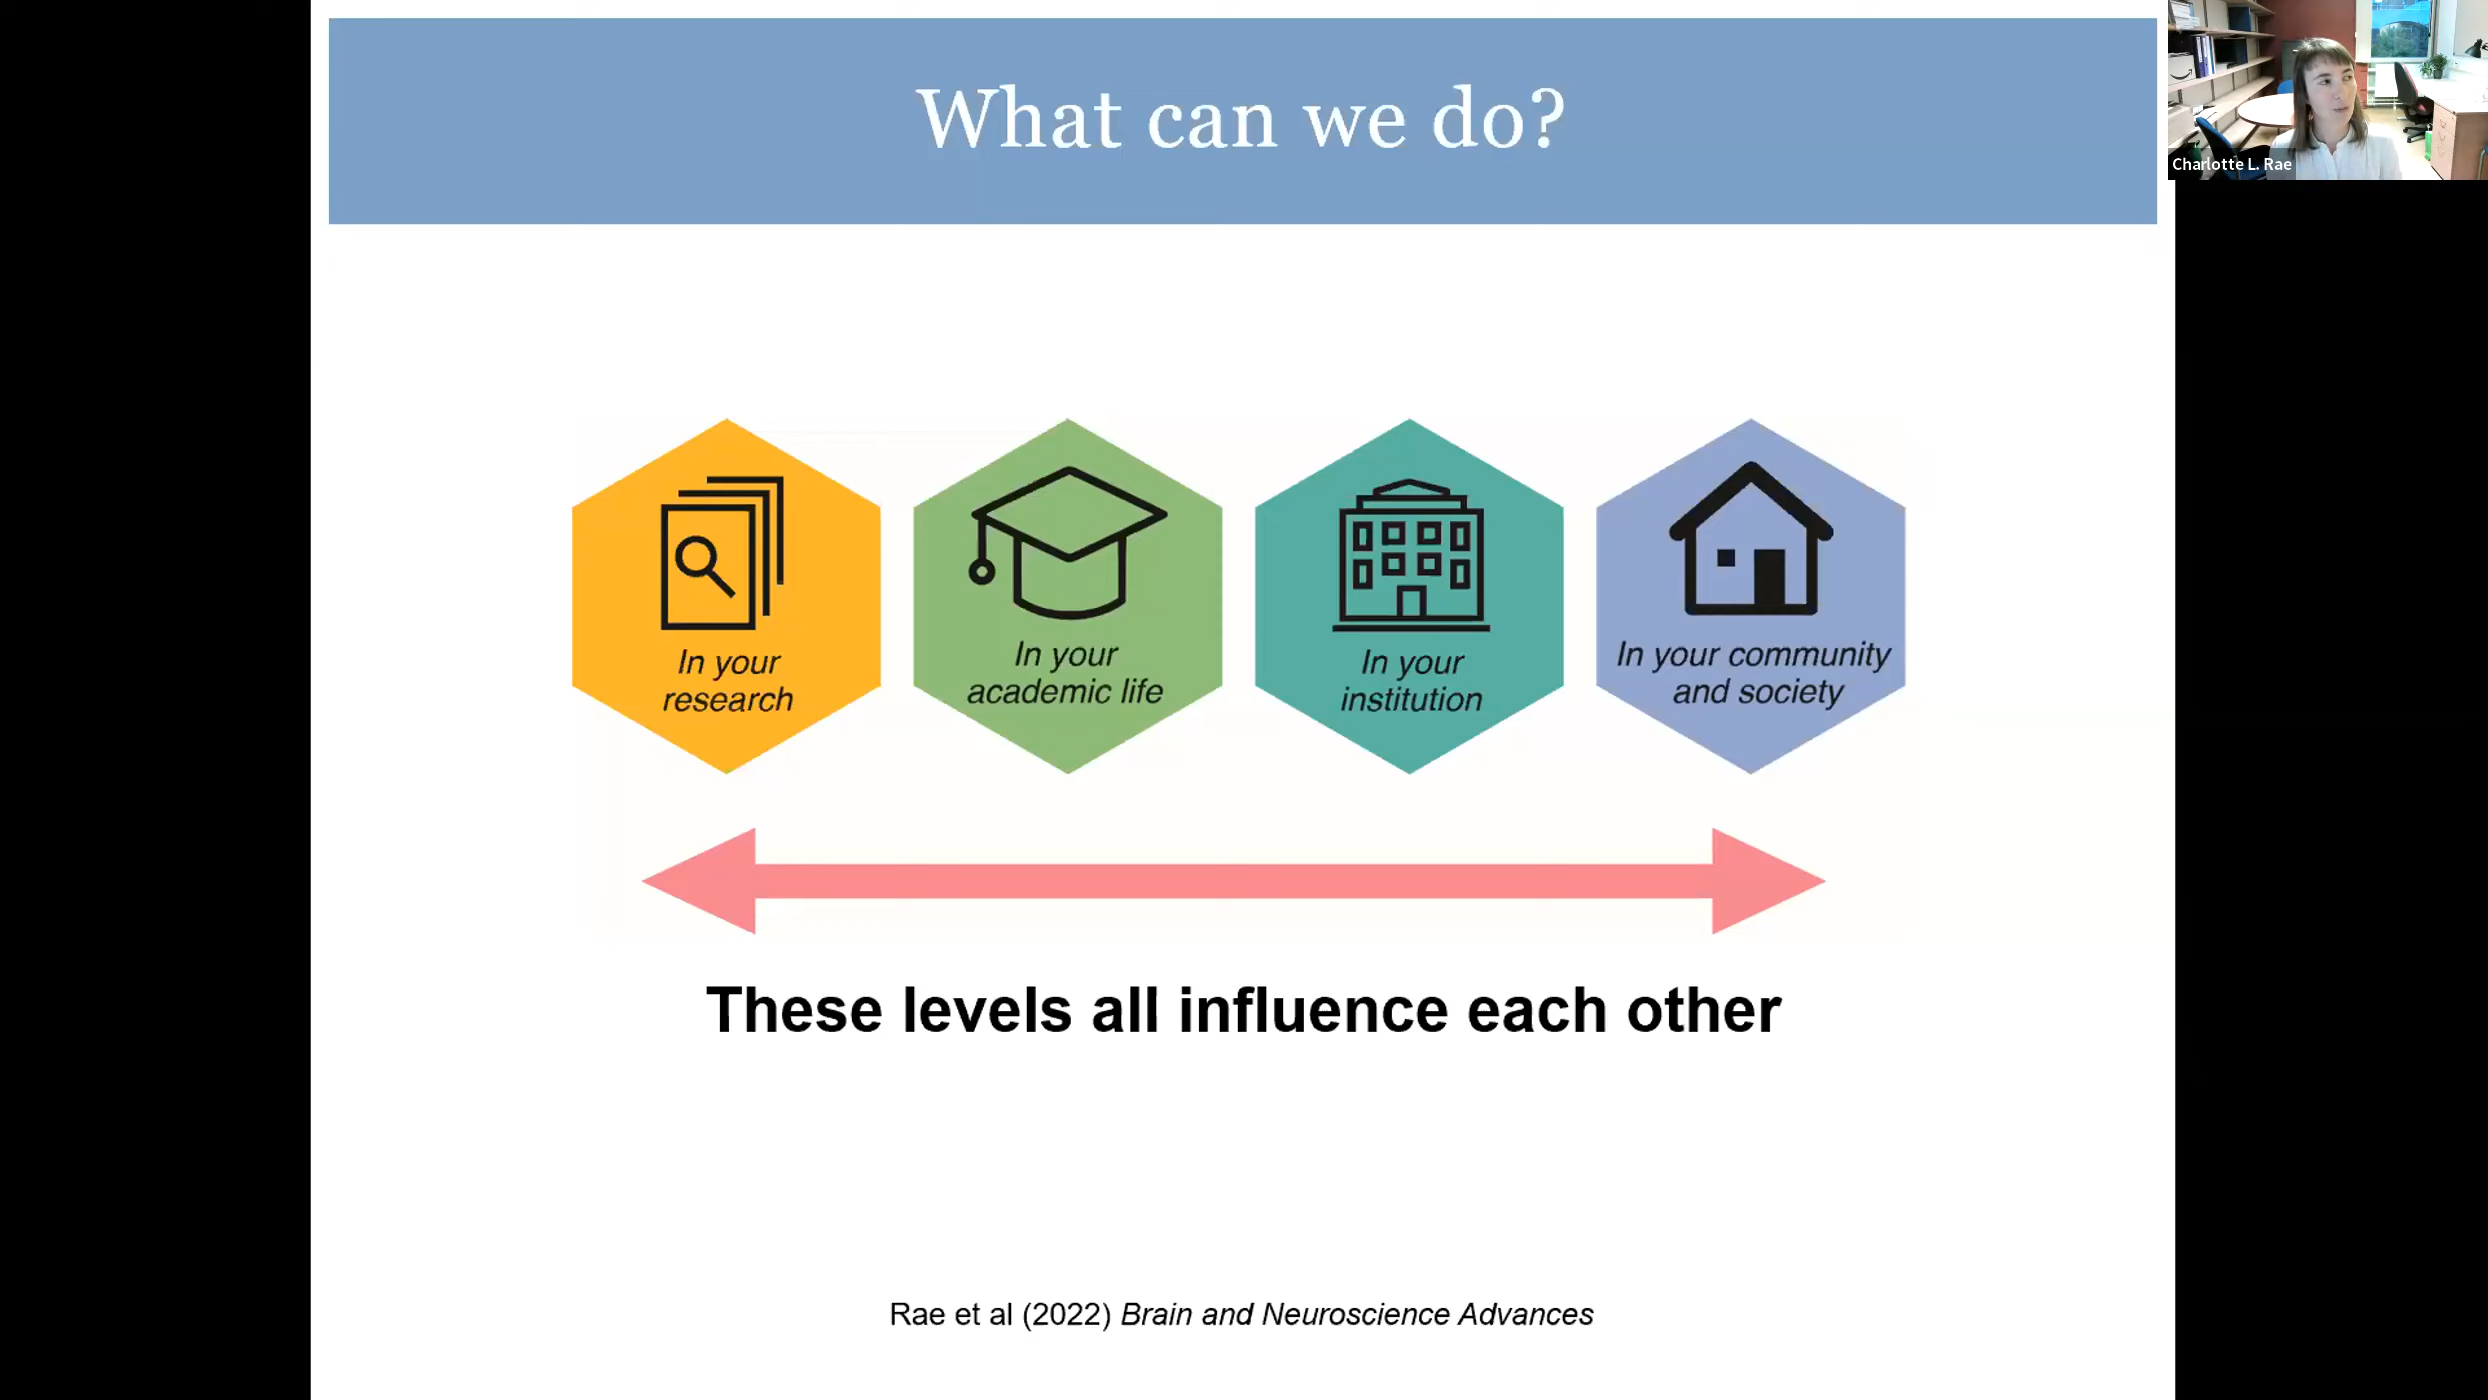 What can we do?
Charlotte L. Rae
In your
research
In your
academic life
In your
institution
In your community
and society
These levels all influence each other
Rae et al (2022) Brain and Neuroscience Advances